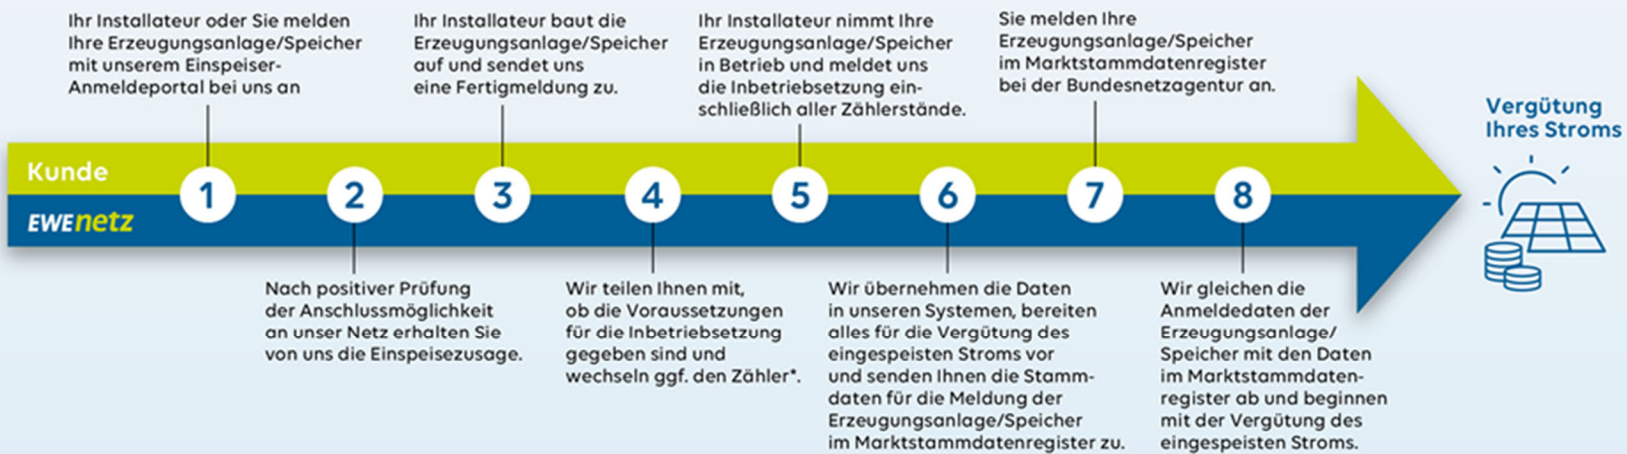 Ihr Installateur oder Sie melden
Ihre Erzeugungsanlage/Speicher
mit unserem Einspeiser-
Anmeldeportal bei uns an
Ihr Installateur baut die
Erzeugungsanlage/Speicher
auf und sendet uns
eine Fertigmeldung zu.
Ihr Installateur nimmt Ihre
Erzeugungsanlage/Speicher
in Betrieb und meldet uns
die Inbetriebsetzung ein-
schließlich aller Zählerstände.
Sie melden Ihre
Erzeugungsanlage/Speicher
im Marktstammdatenregister
bei der Bundesnetzagentur an.
Vergütung
Ihres Stroms
Kunde
EWE netz
1
2
3
4
5
6
7
8
Nach positiver Prüfung
der Anschlussmöglichkeit
an unser Netz erhalten Sie
von uns die Einspeisezusage.
Wir teilen Ihnen mit,
ob die Voraussetzungen
für die Inbetriebsetzung
gegeben sind und
wechseln ggf. den Zähler*.
Wir übernehmen die Daten
in unseren Systemen, bereiten
alles für die Vergütung des
eingespeisten Stroms vor
und senden Ihnen die Stamm-
daten für die Meldung der
Erzeugungsanlage/Speicher
im Marktstammdatenregister zu.
Wir gleichen die
Anmeldedaten der
Erzeugungsanlage/
Speicher mit den Daten
im Marktstammdaten-
register ab und beginnen
mit der Vergütung des
eingespeisten Stroms.